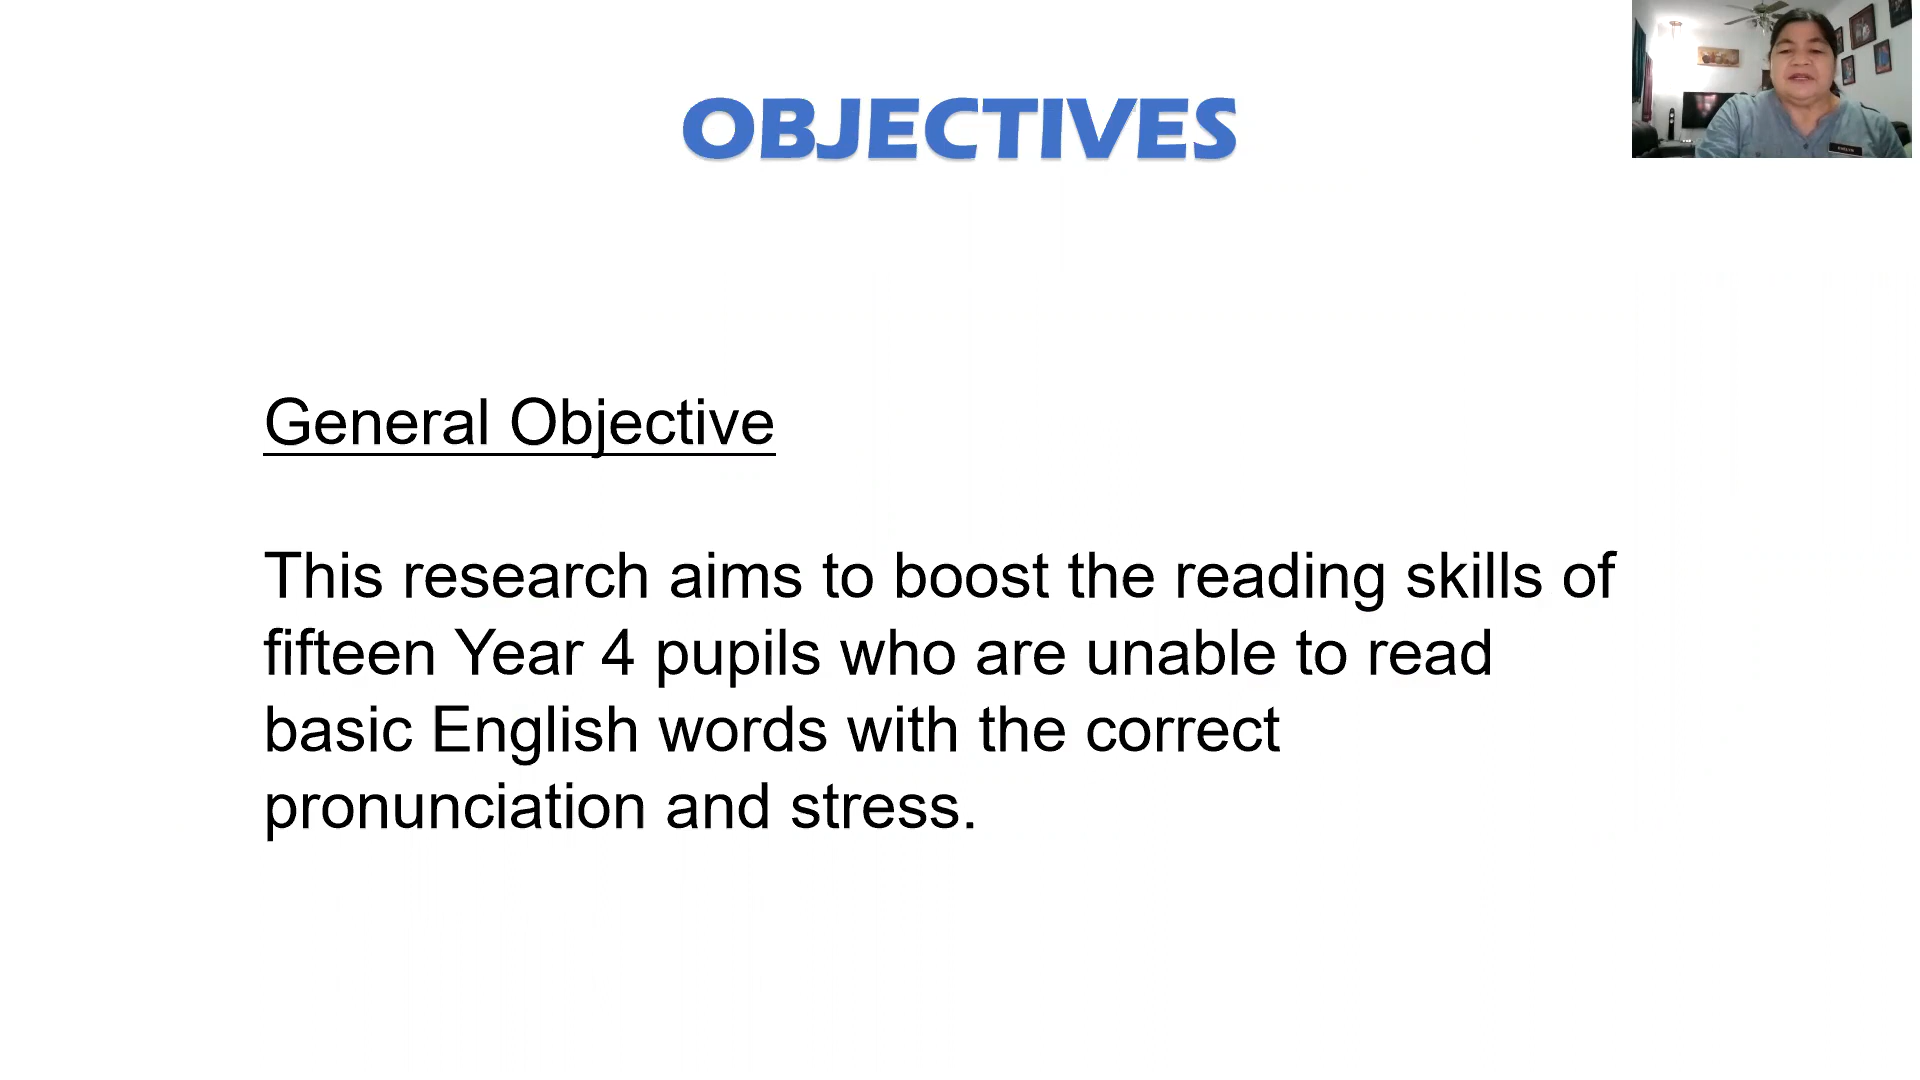 OBJECTIVES
General Objective
This research aims to boost the reading skills of
fifteen Year 4 pupils who are unable to read
basic English words with the correct
pronunciation and stress.